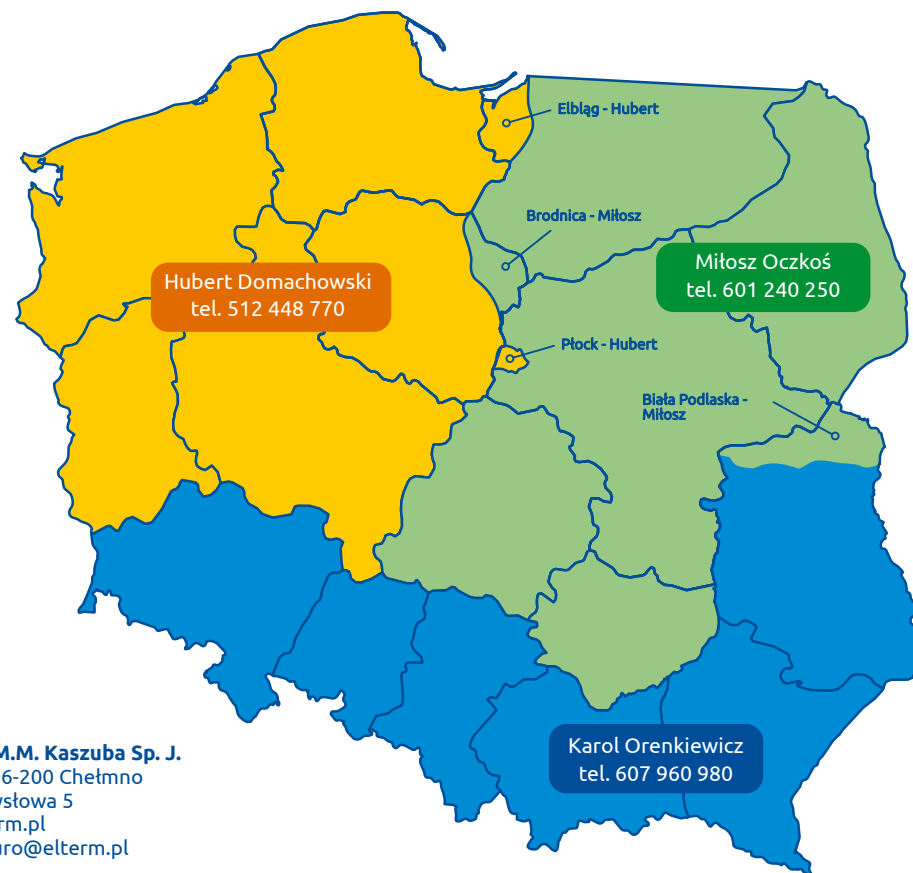 Elbląg - Hubert
Brodnica - Miłosz
Hubert Domachowski
tel. 512 448 770
Miłosz Oczkoś
tel. 601 240 250
Płock - Hubert
Biała Podlaska -
Miłosz
Karol Orenkiewicz
tel. 607 960 980
M.M. Kaszuba Sp. J.
6-200 Chełmno
słowa 5
rm.pl
uro@elterm.pl